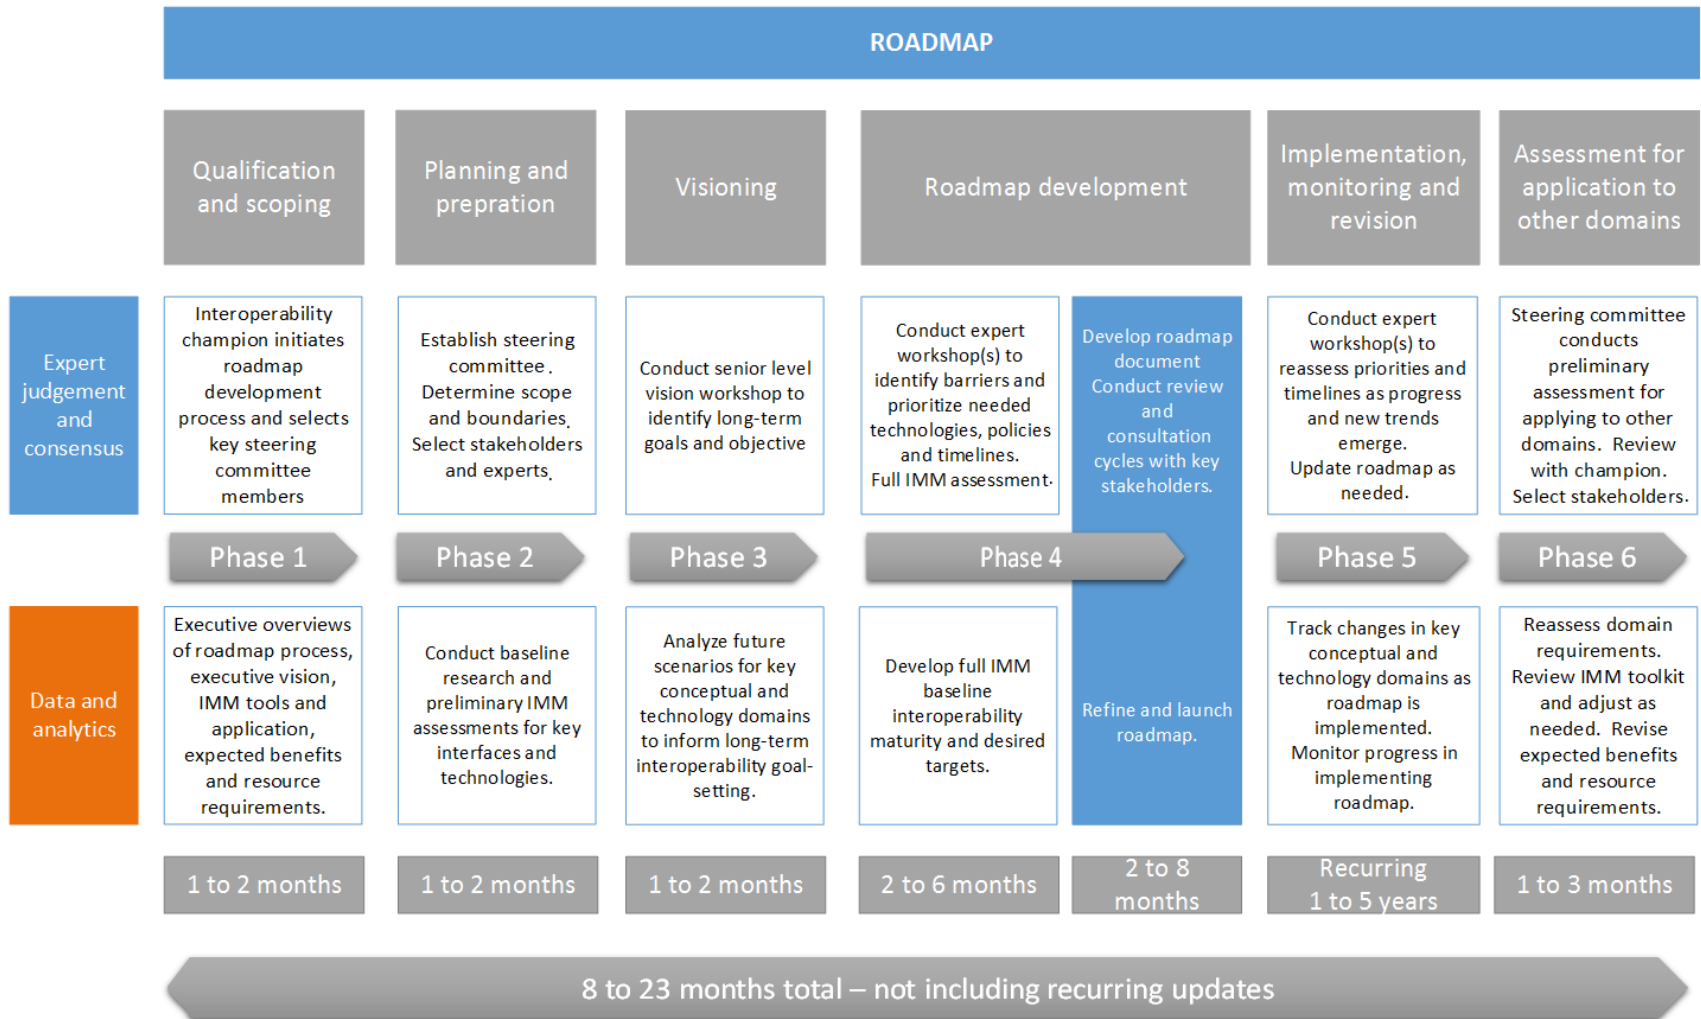 ROADMAP
Qualification
and scoping
Planning and
prepration
Visioning
Roadmap development
Implementation,
monitoring and
revision
Assessment for
application to
other domains
Expert
judgement
and
consensus
Interoperability
champion initiates
roadmap
development
process and selects
key steering
committee
members
Establish steering
committee.
Determine scope
and boundaries.
Select stakeholders
and experts.
Conduct senior level
vision workshop to
identify long-term
goals and objective
Conduct expert
workshop(s) to
identify barriers and
prioritize needed
technologies, policies
and timelines.
Full IMM assessment.
Develop roadmap
document
Conduct review
and
consultation
cycles with key
stakeholders.
Conduct expert
workshop(s) to
reassess priorities and
timelines as progress
and new trends
emerge.
Update roadmap as
needed.
Steering committee
conducts
preliminary
assessment for
applying to other
domains. Review
with champion.
Select stakeholders.
Phase 1
Phase 2
Phase 3
Phase 4
Phase 5
Phase 6
Data and
analytics
Executive overviews
of roadmap process,
executive vision,
IMM tools and
application,
expected benefits
and resource
requirements.
Conduct baseline
research and
preliminary IMM
assessments for key
interfaces and
technologies.
Analyze future
scenarios for key
conceptual and
technology domains
to inform long-term
interoperability goal-
setting.
Develop full IMM
baseline
interoperability
maturity and desired
targets.
Refine and launch
roadmap.
Track changes in key
conceptual and
technology domains as
roadmap is
implemented.
Monitor progress in
implementing
roadmap.
Reassess domain
requirements.
Review IMM toolkit
and adjust as
needed. Revise
expected benefits
and resource
requirements.
1 to 2 months
1 to 2 months
1 to 2 months
2 to 6 months
2 to 8
months
Recurring
1 to 5 years
1 to 3 months
8 to 23 months total – not including recurring updates